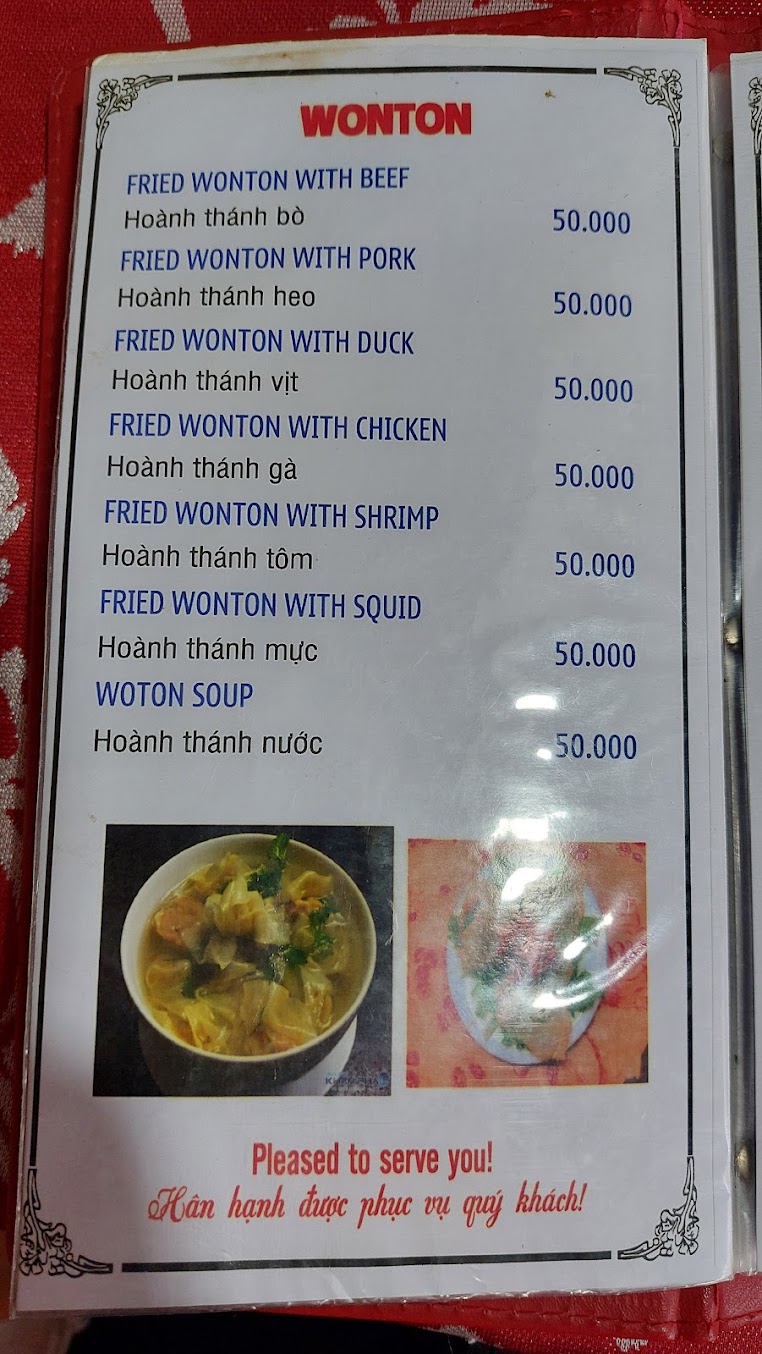 WONTON
FRIED WONTON WITH BEEF
Hoành thánh bò 50.000
FRIED WONTON WITH PORK
Hoành thánh heo 50.000
FRIED WONTON WITH DUCK
Hoành thánh vịt 50.000
FRIED WONTON WITH CHICKEN
Hoành thánh gà 50.000
FRIED WONTON WITH SHRIMP
Hoành thánh tôm 50.000
FRIED WONTON WITH SQUID
Hoành thánh mực 50.000
WOTON SOUP
Hoành thánh nước 50.000
Pleased to serve you!
Hân hạnh được phục vụ quý khách!